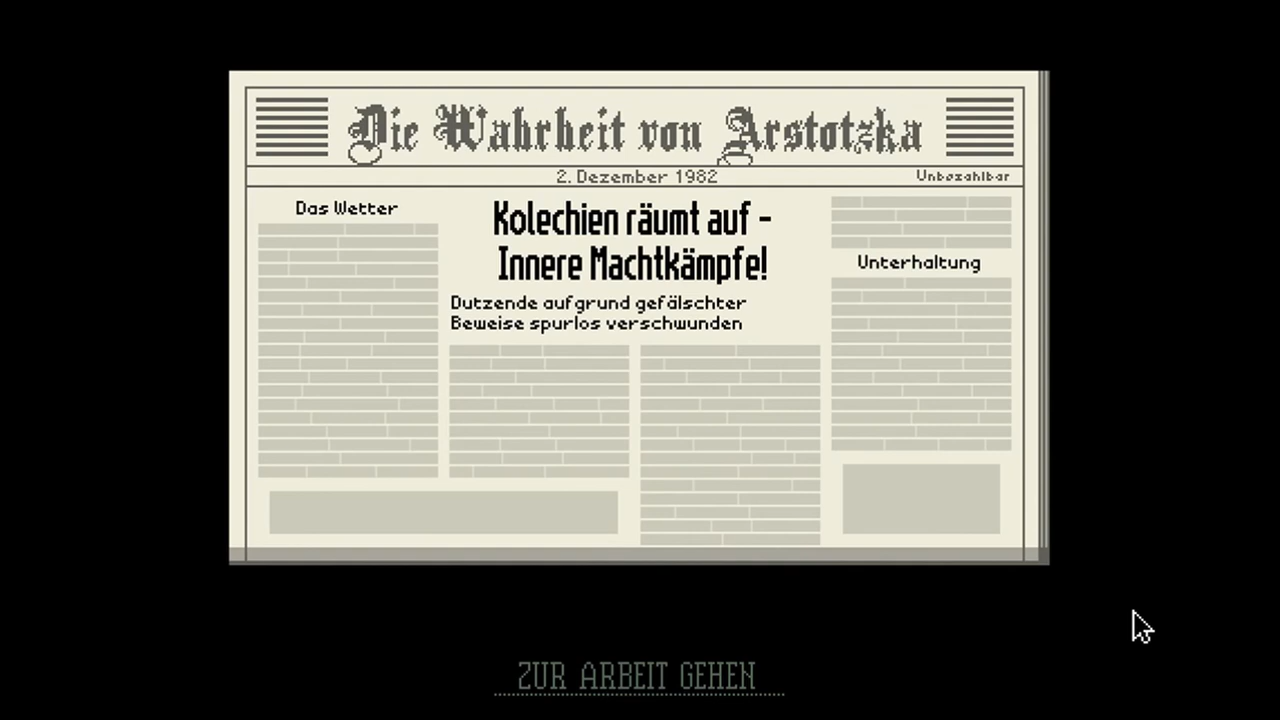 Die Wahrheit von Arstotzka
2. Dezember 1982
Unbezahlbar
Das Wetter
Kolechien räumt auf -
Innere Machtkämpfe!
Dutzende aufgrund gefälschter
Beweise spurlos verschwunden
Unterhaltung
ZUR ARBEIT GEHEN